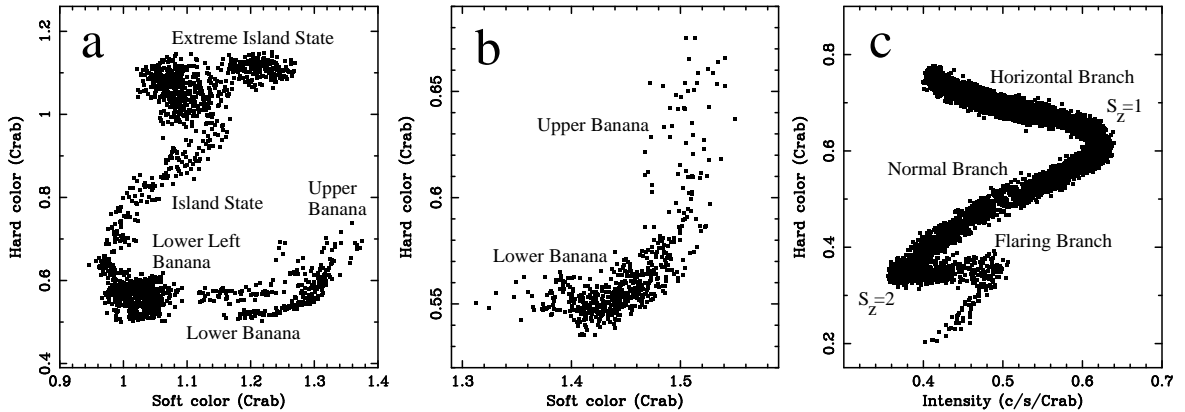 a
Extreme Island State
Island State
Upper
Banana
Lower Left
Banana
Lower Banana
Hard color (Crab)
1.2
1
0.8
0.6
0.4
0.9
1
1.1
1.2
1.3
1.4
Soft color (Crab)
b
Upper Banana
Lower Banana
Hard color (Crab)
0.65
0.6
0.55
1.3
1.4
1.5
Soft color (Crab)
c
Horizontal Branch
S_z=1
Normal Branch
Flaring Branch
S_z=2
Hard color (Crab)
0.8
0.6
0.4
0.2
0.4
0.5
0.6
0.7
Intensity (c/s/Crab)